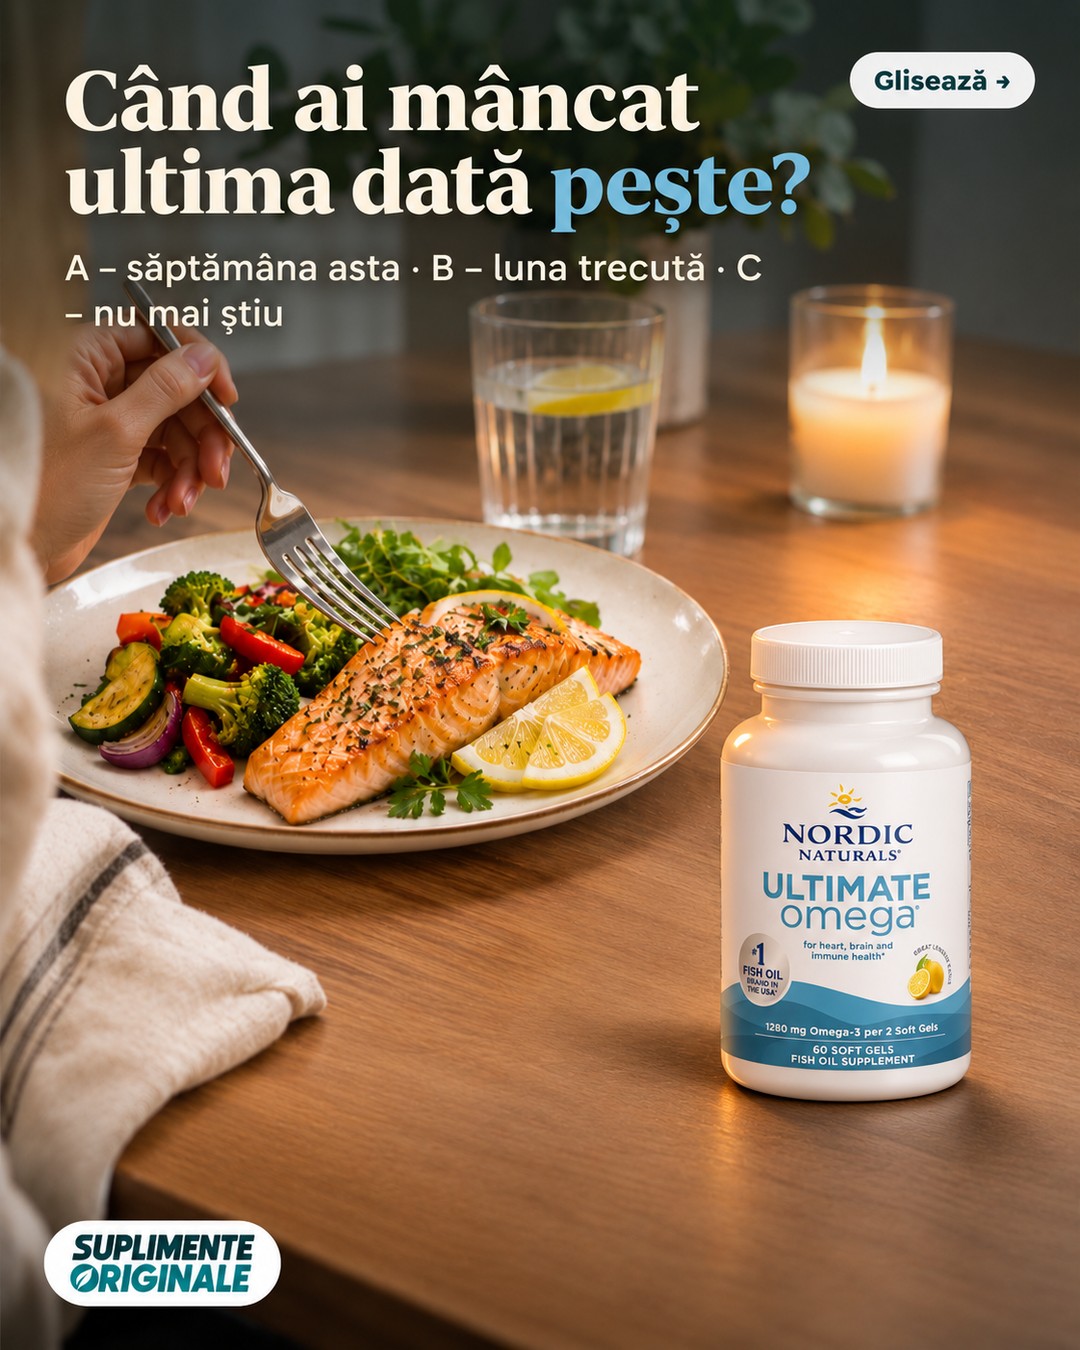 Când ai mâncat
Glisează →
ultima dată pește?
A – săptămâna asta · B – luna trecută · C
– nu mai știu
NORDIC
NATURALS®
ULTIMATE
omega®
for heart, brain and
immune health*
#1
FISH OIL
BRAND IN
THE USA*
1280 mg Omega-3 per 2 Soft Gels
60 SOFT GELS
FISH OIL SUPPLEMENT
SUPLIMENTE
ORIGINALE